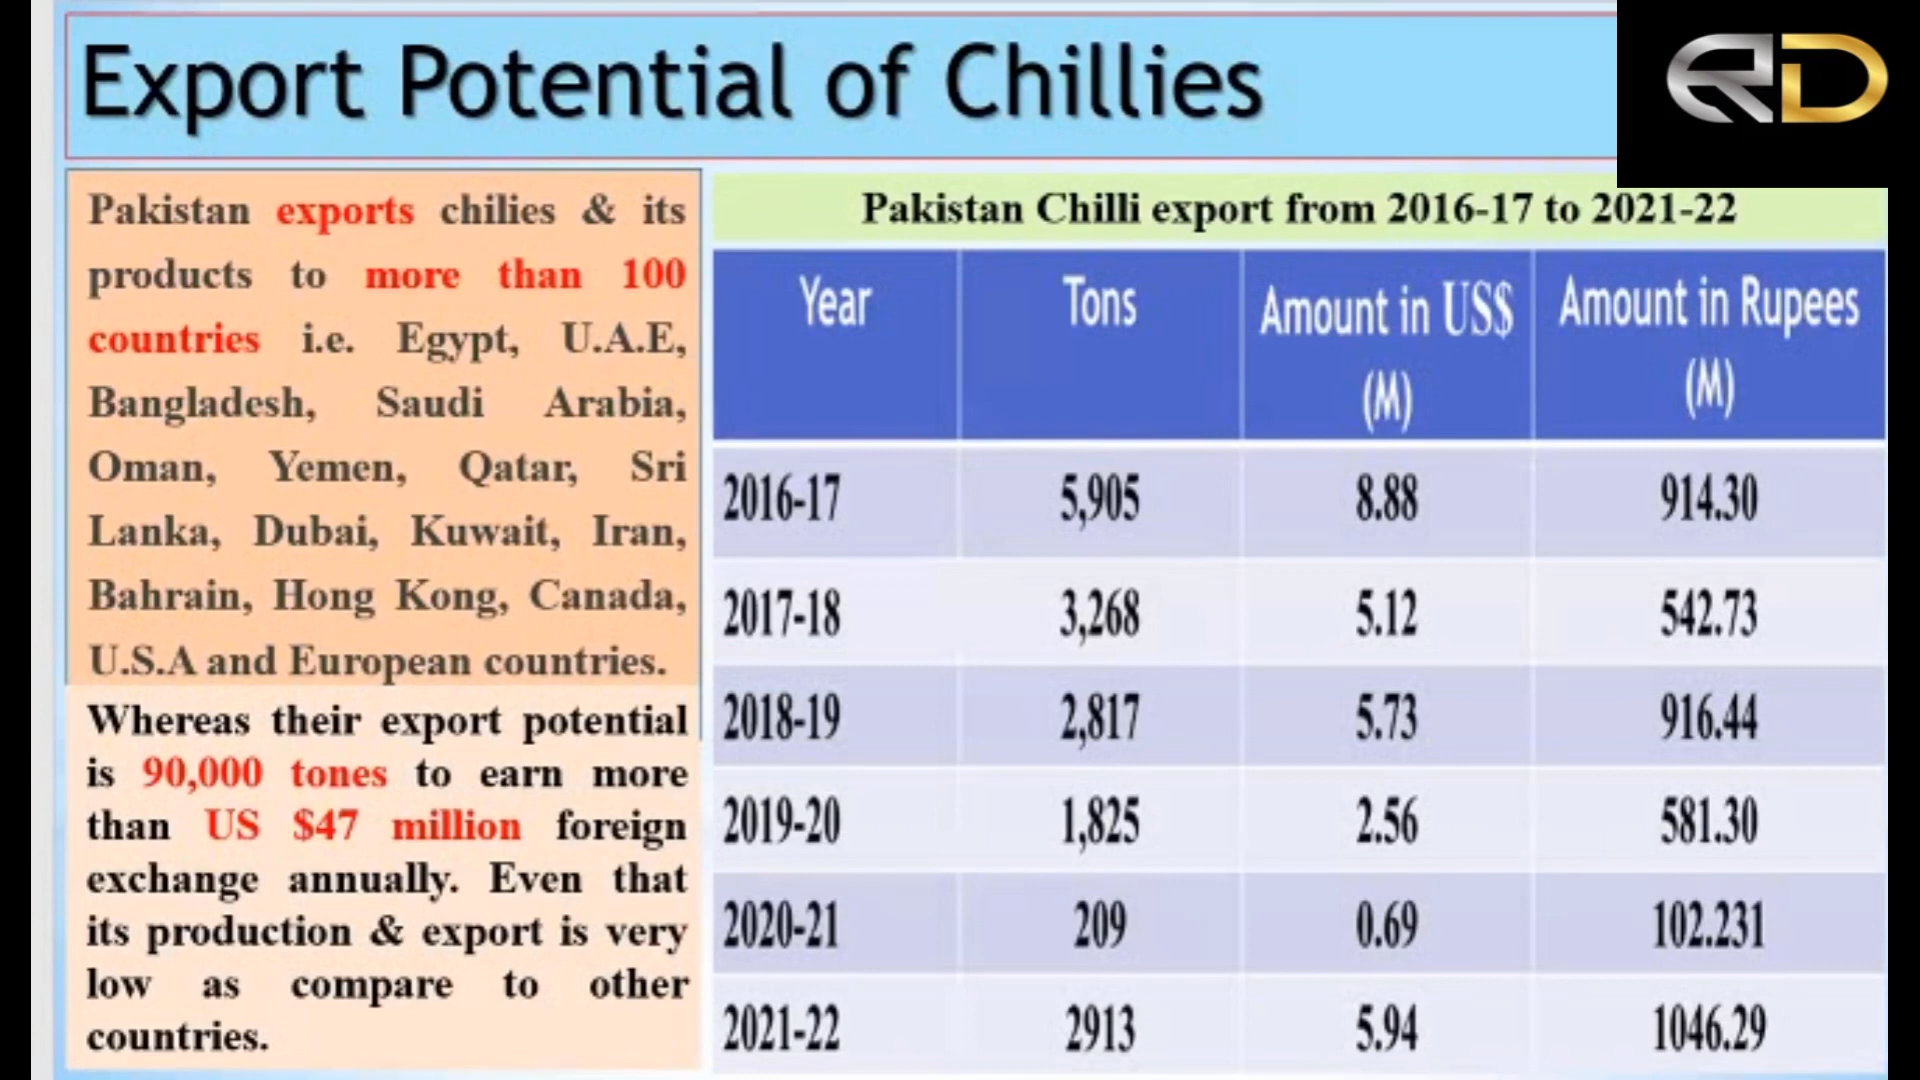 Export Potential of Chillies
RD
Pakistan exports chilies & its
products to more than 100
countries i.e. Egypt, U.A.E,
Bangladesh, Saudi Arabia,
Oman, Yemen, Qatar, Sri
Lanka, Dubai, Kuwait, Iran,
Bahrain, Hong Kong, Canada,
U.S.A and European countries.
Whereas their export potential
is 90,000 tones to earn more
than US $47 million foreign
exchange annually. Even that
its production & export is very
low as compare to other
countries.
Pakistan Chilli export from 2016-17 to 2021-22
Year Tons Amount in US$ (M) Amount in Rupees (M)
2016-17 5,905 8.88 914.30
2017-18 3,268 5.12 542.73
2018-19 2,817 5.73 916.44
2019-20 1,825 2.56 581.30
2020-21 209 0.69 102.231
2021-22 2913 5.94 1046.29